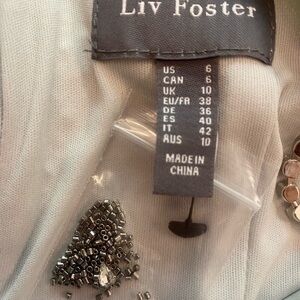 Liv Foster
US 6
CAN 6
UK 10
EU/FR 38
DE 36
ES 40
IT 42
AUS 10
MADE IN
CHINA